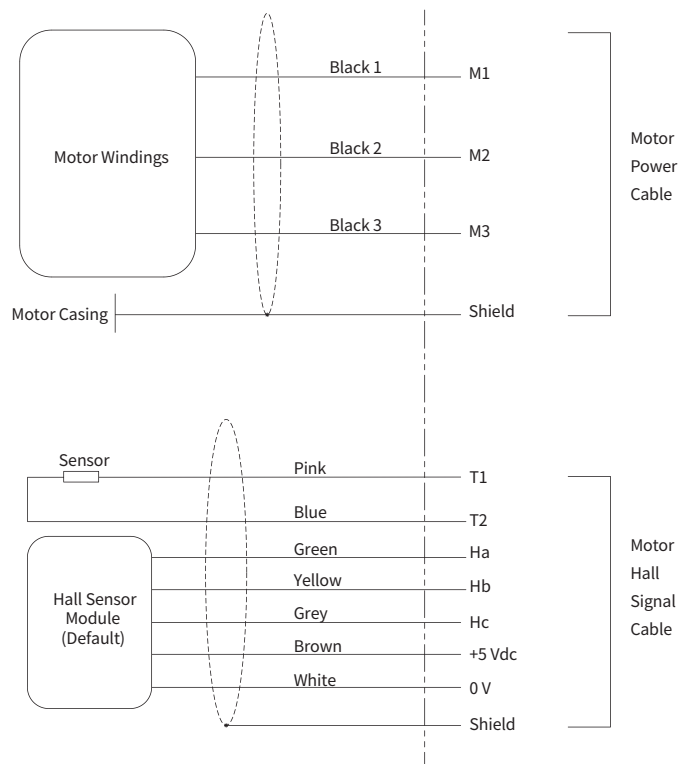 Black 1
M1
Motor Windings
Black 2
M2
Black 3
M3
Motor Casing
Shield
Motor
Power
Cable
Sensor
Pink
T1
Blue
T2
Green
Ha
Hall Sensor
Module
(Default)
Yellow
Hb
Grey
Hc
Brown
+5 Vdc
White
0 V
Shield
Motor
Hall
Signal
Cable